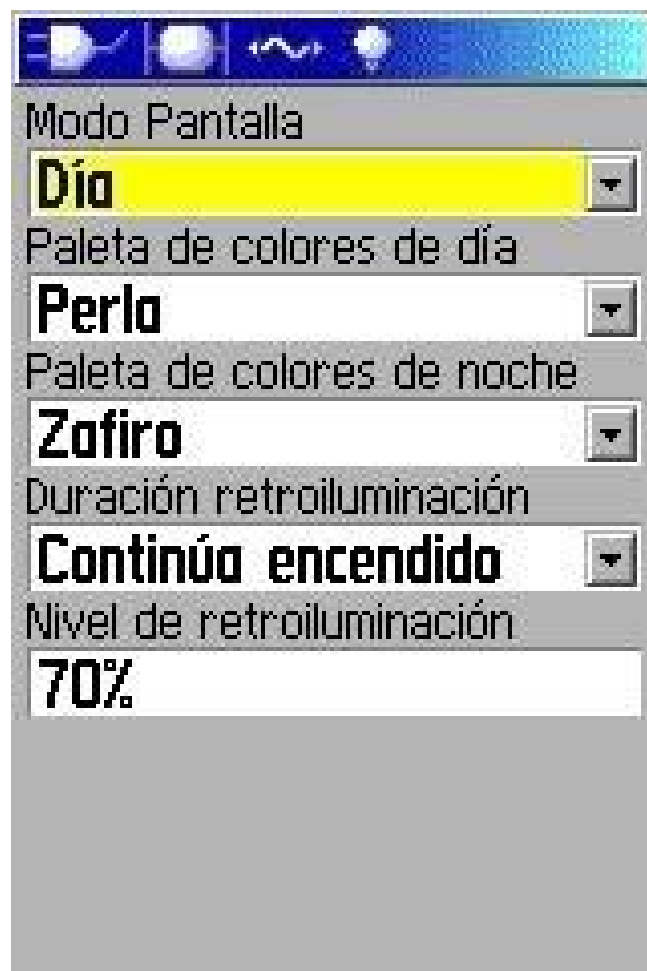 Modo Pantalla
Día
Paleta de colores de día
Perla
Paleta de colores de noche
Zafiro
Duración retroiluminación
Continúa encendido
Nivel de retroiluminación
70%